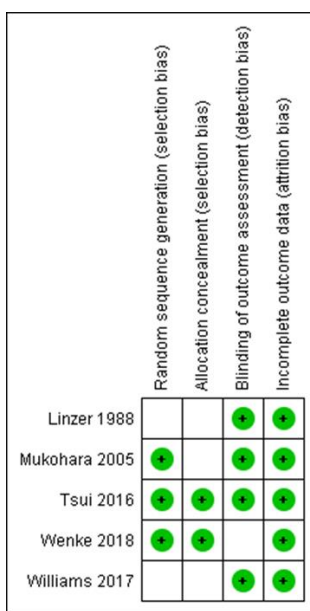 Random sequence generation (selection bias)
Allocation concealment (selection bias)
Blinding of outcome assessment (detection bias)
Incomplete outcome data (attrition bias)
Linzer 1988 + +
Mukohara 2005 + + +
Tsui 2016 + + + +
Wenke 2018 + + +
Williams 2017 + +